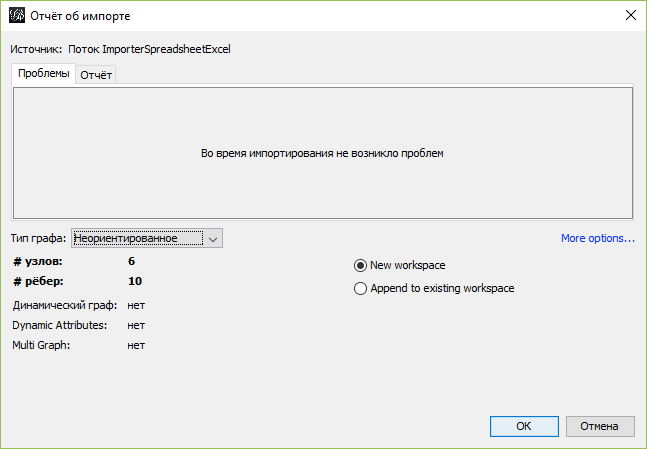 Отчёт об импорте
Источник: Поток ImporterSpreadsheetExcel
Проблемы Отчёт
Во время импортирования не возникло проблем
Тип графа: Неориентированное More options...
# узлов: 6
New workspace
# рёбер: 10
Append to existing workspace
Динамический граф: нет
Dynamic Attributes: нет
Multi Graph: нет
OK Отмена